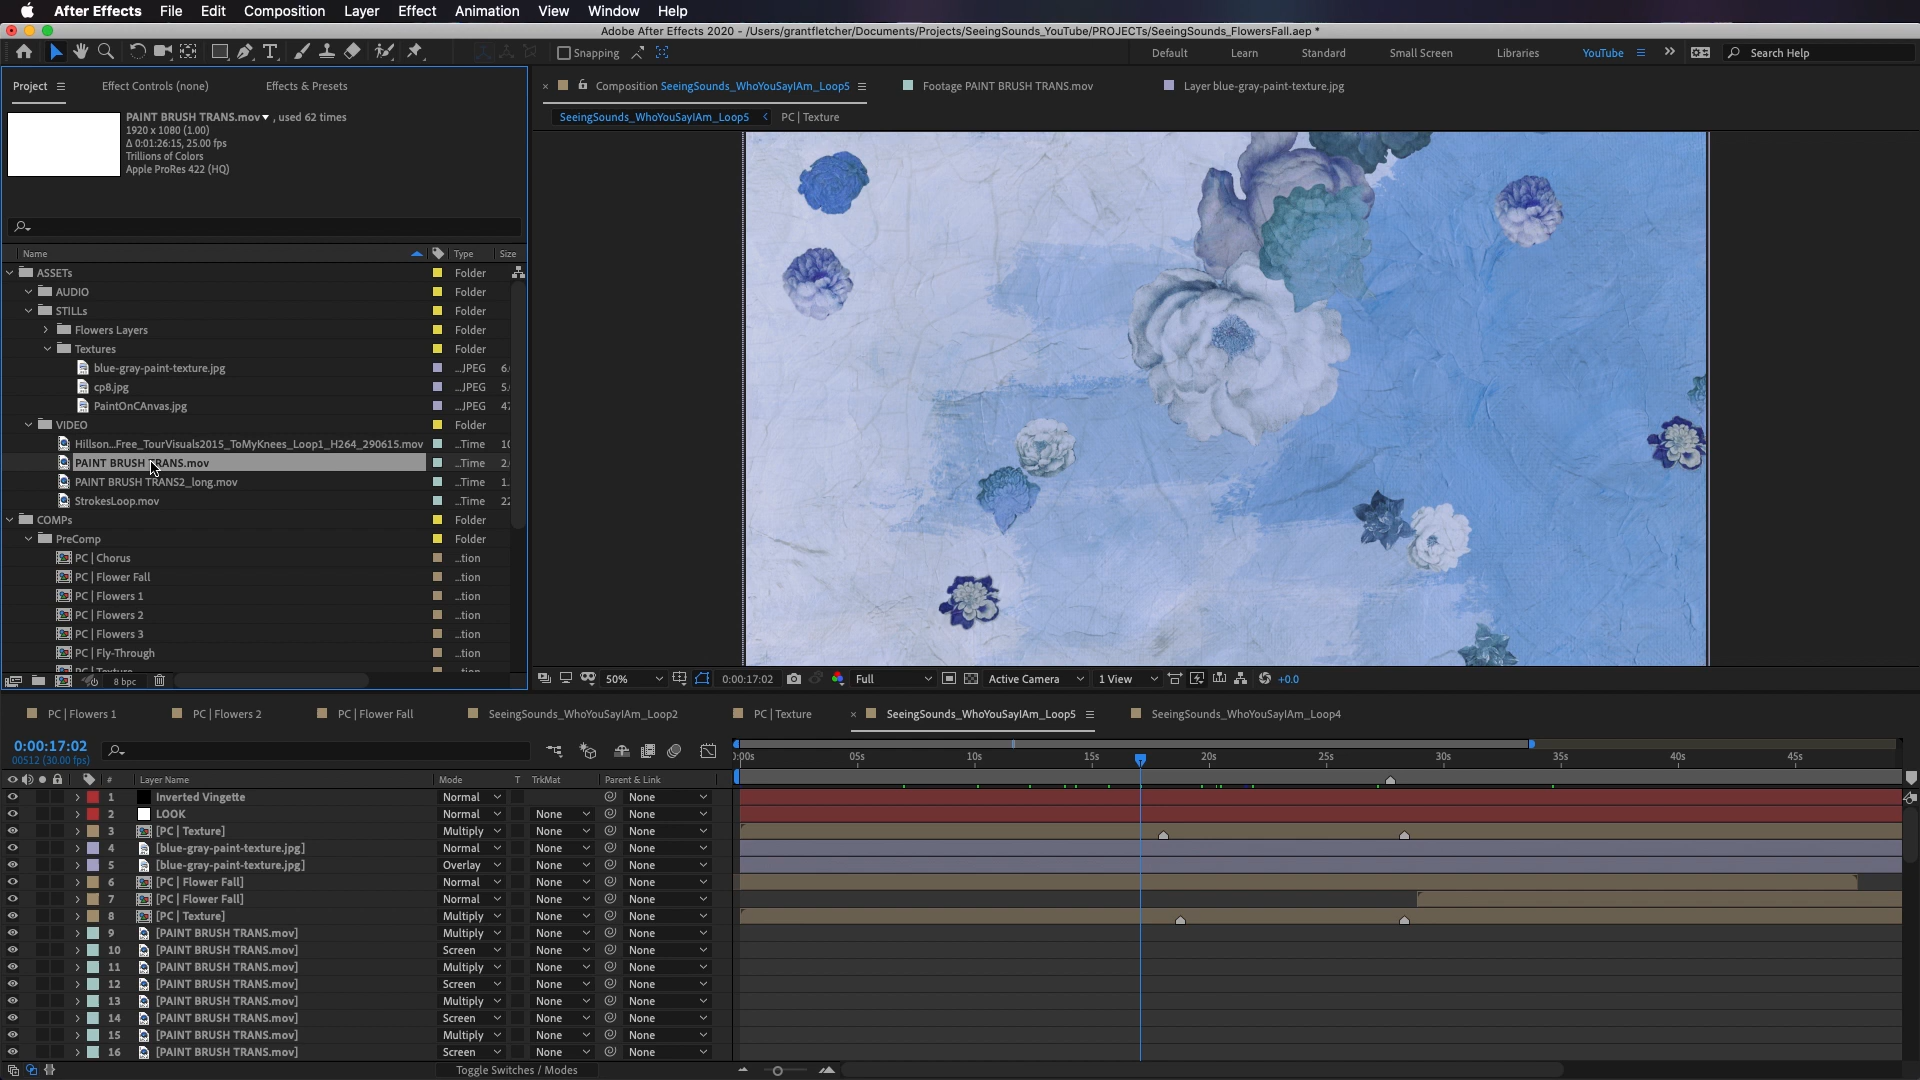 After Effects File Edit Composition Layer Effect Animation View Window Help
Adobe After Effects 2020 - /Users/grantfletcher/Documents/Projects/SeeingSounds_YouTube/PROJECTs/SeeingSounds_FlowersFall.aep *
Snapping Default Learn Standard Small Screen Libraries YouTube Search Help
Project Effect Controls (none) Effects & Presets
Composition SeeingSounds_WhoYouSayIAm_Loop5 Footage PAINT BRUSH TRANS.mov Layer blue-gray-paint-texture.jpg
SeeingSounds_WhoYouSayIAm_Loop5 PC | Texture
PAINT BRUSH TRANS.mov , used 62 times
1920 x 1080 (1.00)
Δ 0:01:26:15, 25.00 fps
Trillions of Colors
Apple ProRes 422 (HQ)
Name Type Size
ASSETs Folder
AUDIO Folder
STILLs Folder
Flowers Layers Folder
Textures Folder
blue-gray-paint-texture.jpg ...JPEG 6.
cp8.jpg ...JPEG 5.
PaintOnCAnvas.jpg ...JPEG 47
VIDEO Folder
Hillson...Free_TourVisuals2015_ToMyKnees_Loop1_H264_290615.mov ...Time 10
PAINT BRUSH TRANS.mov ...Time 2.
PAINT BRUSH TRANS2_long.mov ...Time 1.
StrokesLoop.mov ...Time 22
COMPs Folder
PreComp Folder
PC | Chorus ...tion
PC | Flower Fall ...tion
PC | Flowers 1 ...tion
PC | Flowers 2 ...tion
PC | Flowers 3 ...tion
PC | Fly-Through ...tion
PC | Texture ...tion
8 bpc
50% 0:00:17:02 Full Active Camera 1 View +0.0
PC | Flowers 1 PC | Flowers 2 PC | Flower Fall SeeingSounds_WhoYouSayIAm_Loop2 PC | Texture SeeingSounds_WhoYouSayIAm_Loop5 SeeingSounds_WhoYouSayIAm_Loop4
0:00:17:02
00512 (30.00 fps)
):00s 05s 10s 15s 20s 25s 30s 35s 40s 45s
# Layer Name Mode T TrkMat Parent & Link
1 Inverted Vingette Normal None
2 LOOK Normal None None
3 [PC | Texture] Multiply None None
4 [blue-gray-paint-texture.jpg] Normal None None
5 [blue-gray-paint-texture.jpg] Overlay None None
6 [PC | Flower Fall] Normal None None
7 [PC | Flower Fall] Normal None None
8 [PC | Texture] Multiply None None
9 [PAINT BRUSH TRANS.mov] Multiply None None
10 [PAINT BRUSH TRANS.mov] Screen None None
11 [PAINT BRUSH TRANS.mov] Multiply None None
12 [PAINT BRUSH TRANS.mov] Screen None None
13 [PAINT BRUSH TRANS.mov] Multiply None None
14 [PAINT BRUSH TRANS.mov] Screen None None
15 [PAINT BRUSH TRANS.mov] Multiply None None
16 [PAINT BRUSH TRANS.mov] Screen None None
Toggle Switches / Modes